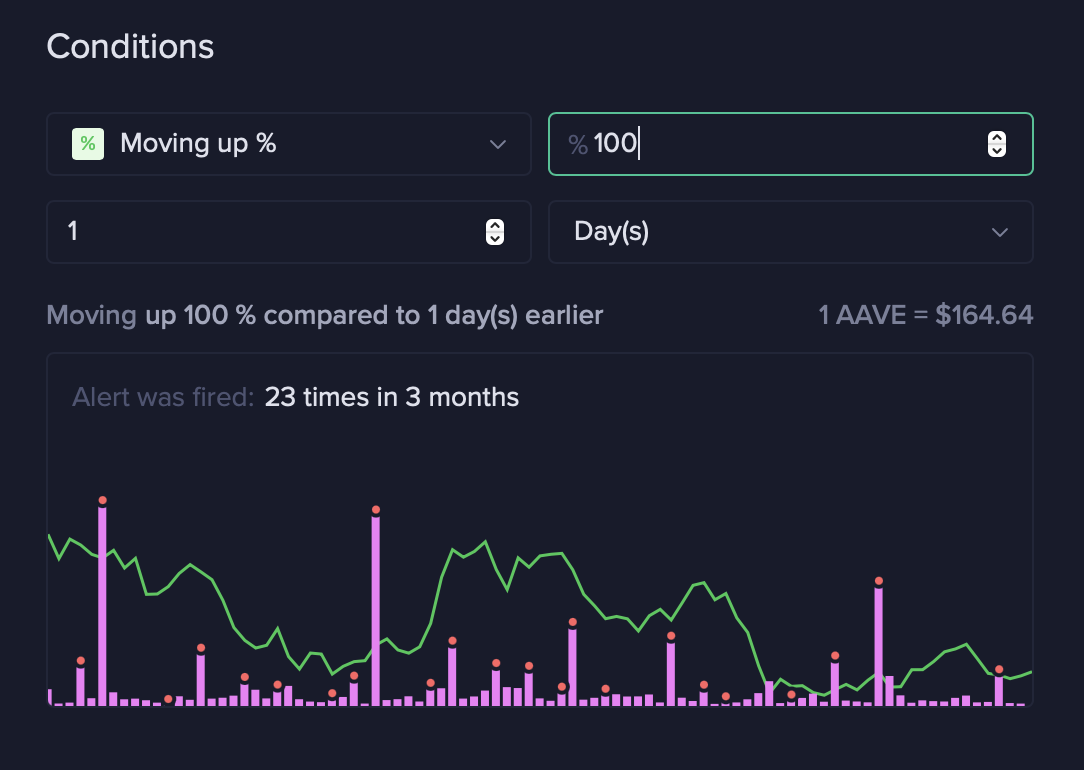 Conditions
% Moving up %
% 100
1
Day(s)
Moving up 100 % compared to 1 day(s) earlier
1 AAVE = $164.64
Alert was fired: 23 times in 3 months